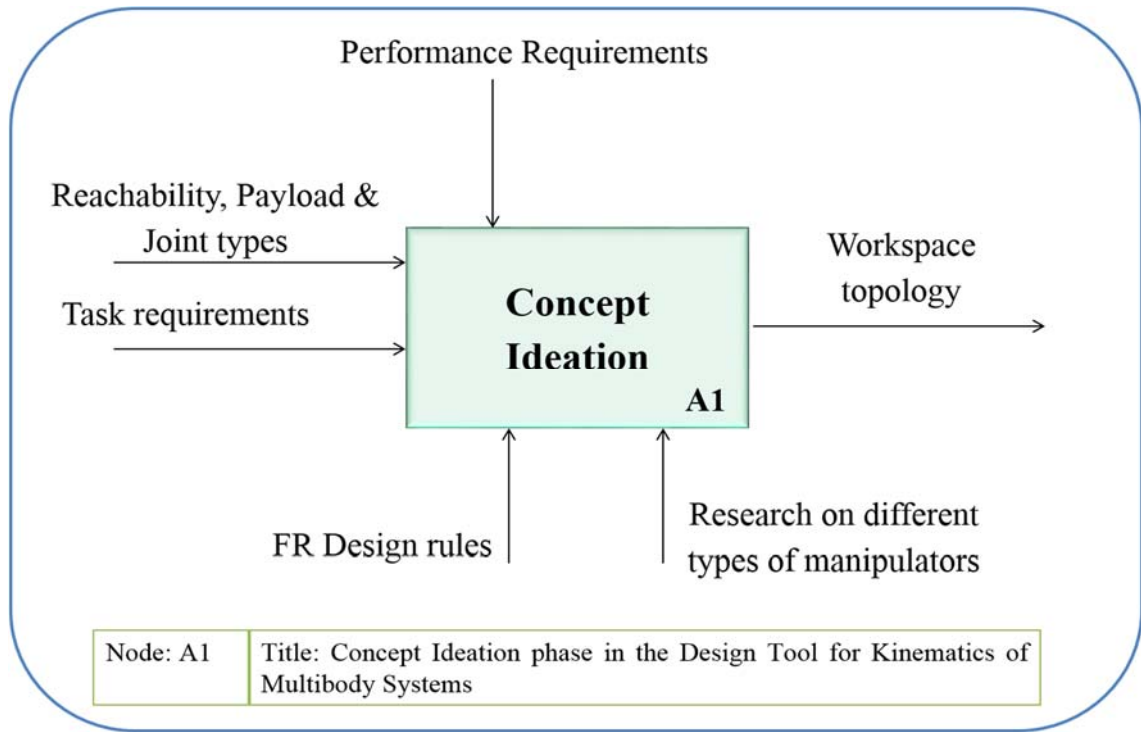 Performance Requirements
Reachability, Payload &
Joint types
Task requirements
Concept
Ideation
A1
Workspace
topology
FR Design rules
Research on different
types of manipulators
Node: A1
Title: Concept Ideation phase in the Design Tool for Kinematics of
Multibody Systems